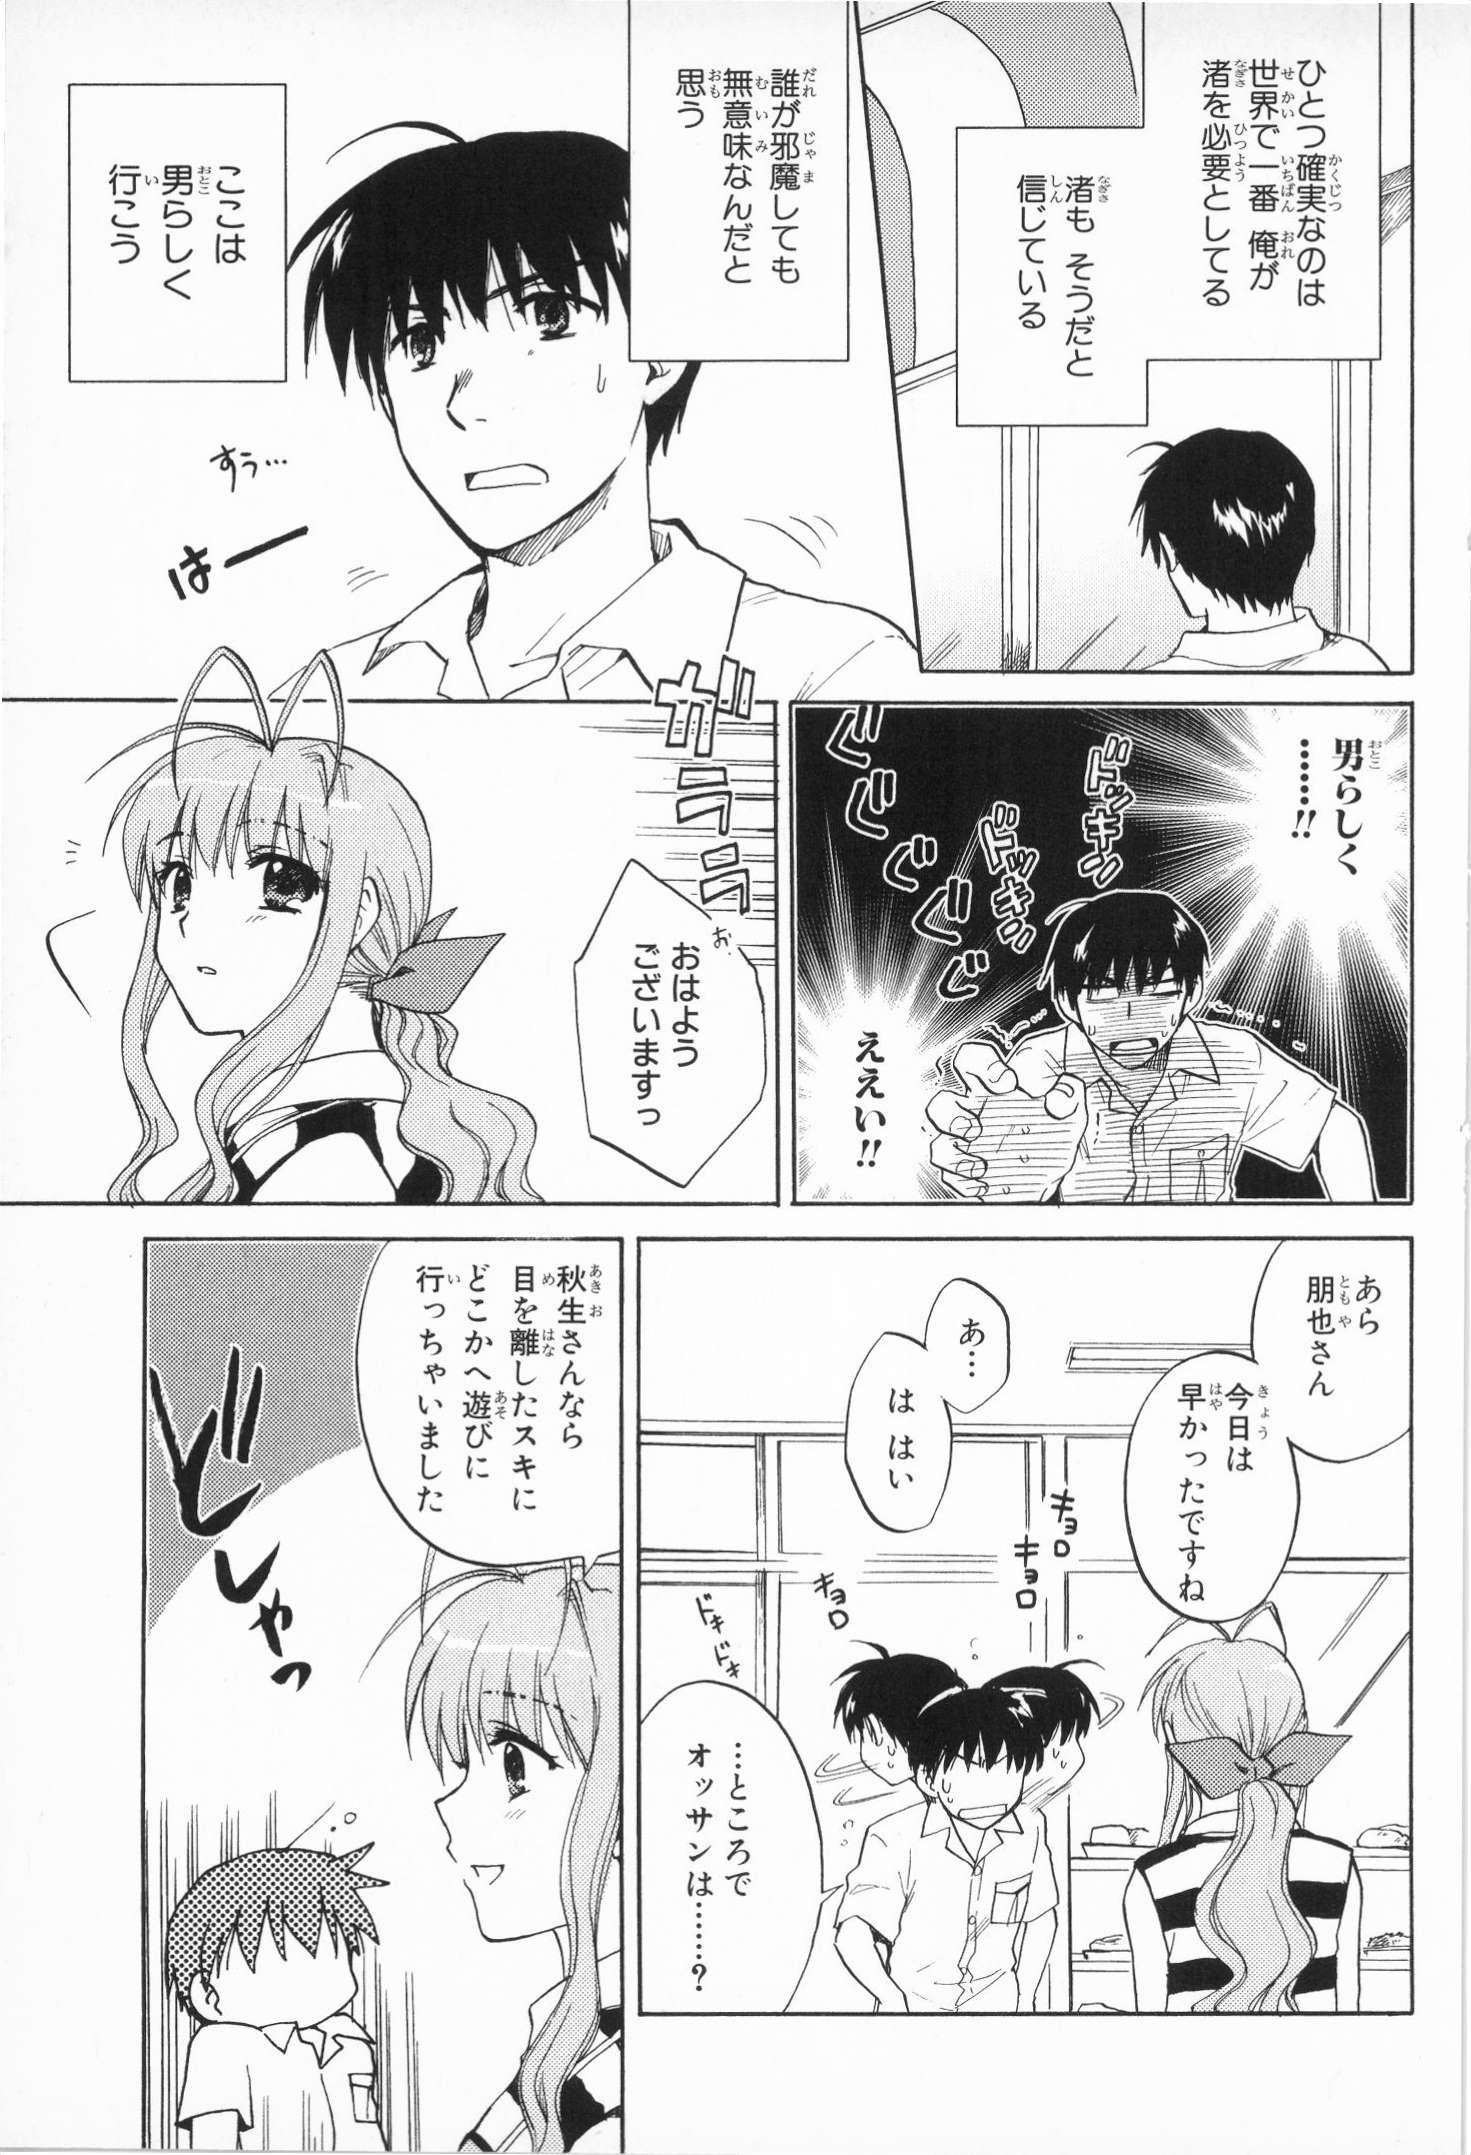 ひとつ確実なのは
世界で一番 俺が
渚を必要としてる
渚も そうだと
信じている
誰が邪魔しても
無意味なんだと
思う
ここは
男らしく
行こう
すぅ…
はー
男らしく
……!!
ドッキン
ドッキン
ぐぐぐぐぐ
ええい!!
ガララ
お
おはよう
ございますっ
あら
朋也さん
今日は
早かったですね
あ…
は はい
キョロ
キョロ
キョロ
ドキドキ
…ところで
オッサンは……?
秋生さんなら
目を離したスキに
どこかへ遊びに
行っちゃいました
どしゃっ